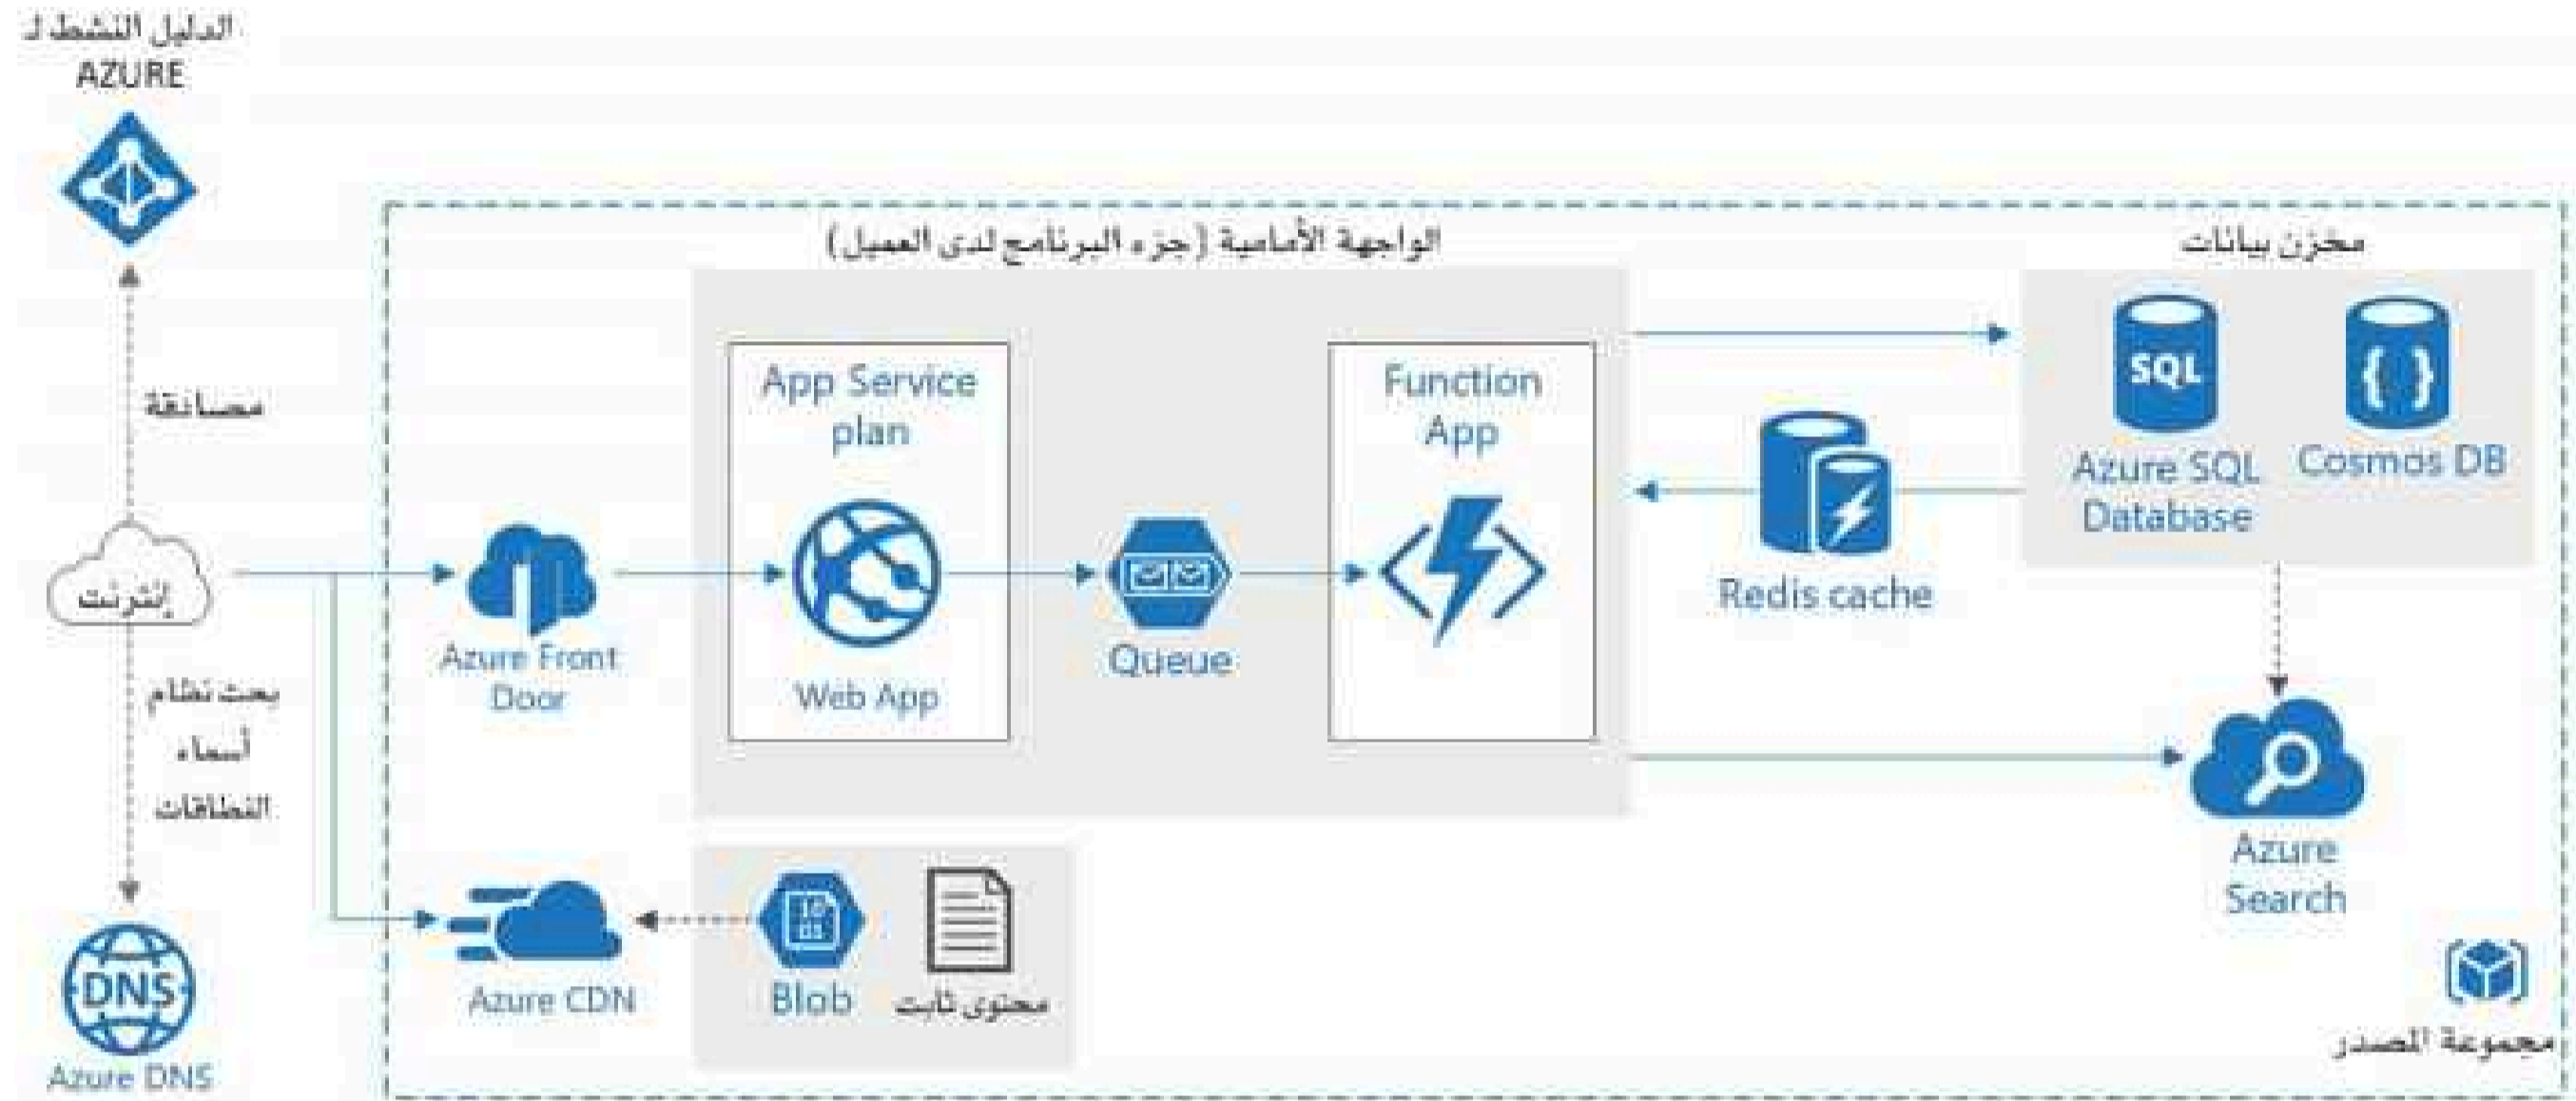 الدليل النشط لـ
AZURE
مصادقة
إنترنت
بحث نظام
أسماء
النطاقات
Azure DNS
الواجهة الأمامية (جزء البرنامج لدى العميل)
App Service
plan
Web App
Queue
Function
App
Azure Front
Door
Azure CDN
Blob
محتوى ثابت
مخزن بيانات
SQL
Azure SQL
Database
Cosmos DB
Redis cache
Azure
Search
مجموعة المصدر
DNS